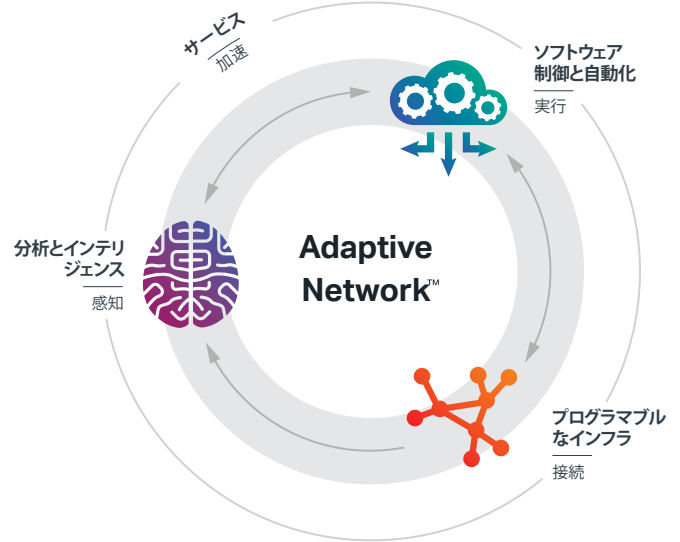 サービス
加速
ソフトウェア
制御と自動化
実行
Adaptive
Network™
分析とインテリ
ジェンス
感知
プログラマブル
なインフラ
接続